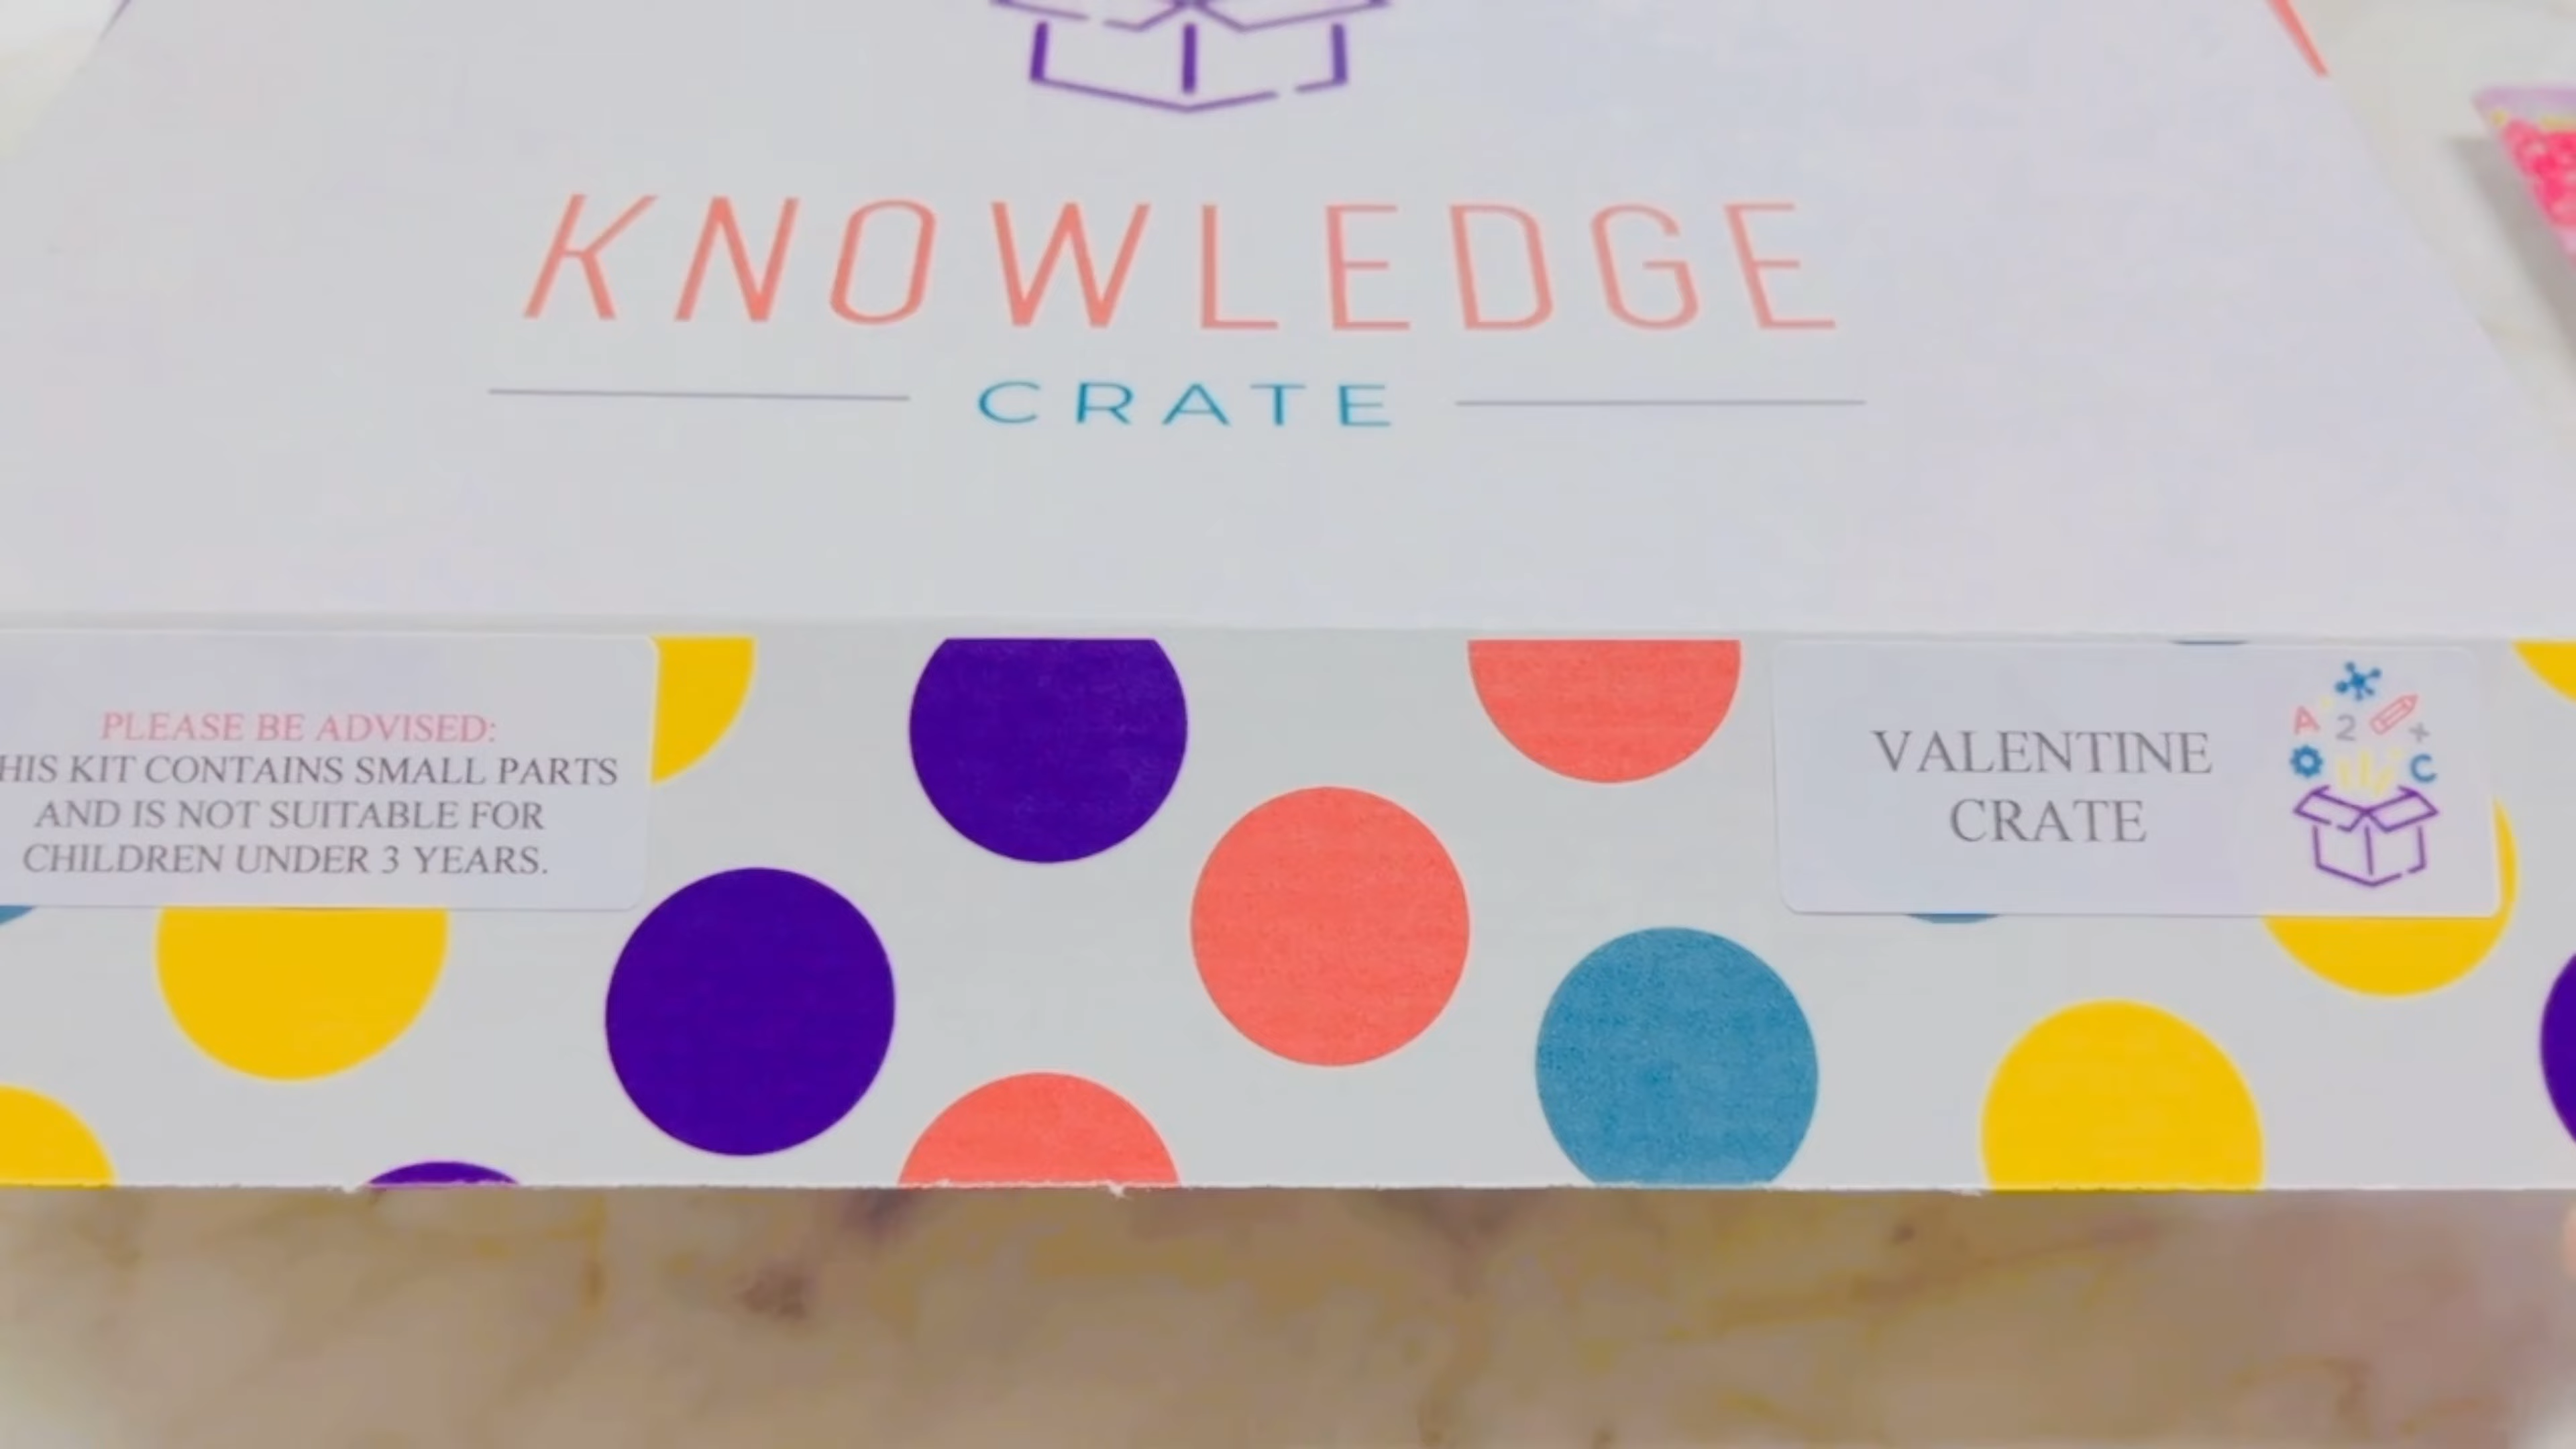 KNOWLEDGE
CRATE
PLEASE BE ADVISED:
HIS KIT CONTAINS SMALL PARTS
AND IS NOT SUITABLE FOR
CHILDREN UNDER 3 YEARS.
VALENTINE
CRATE
A 2 +
C